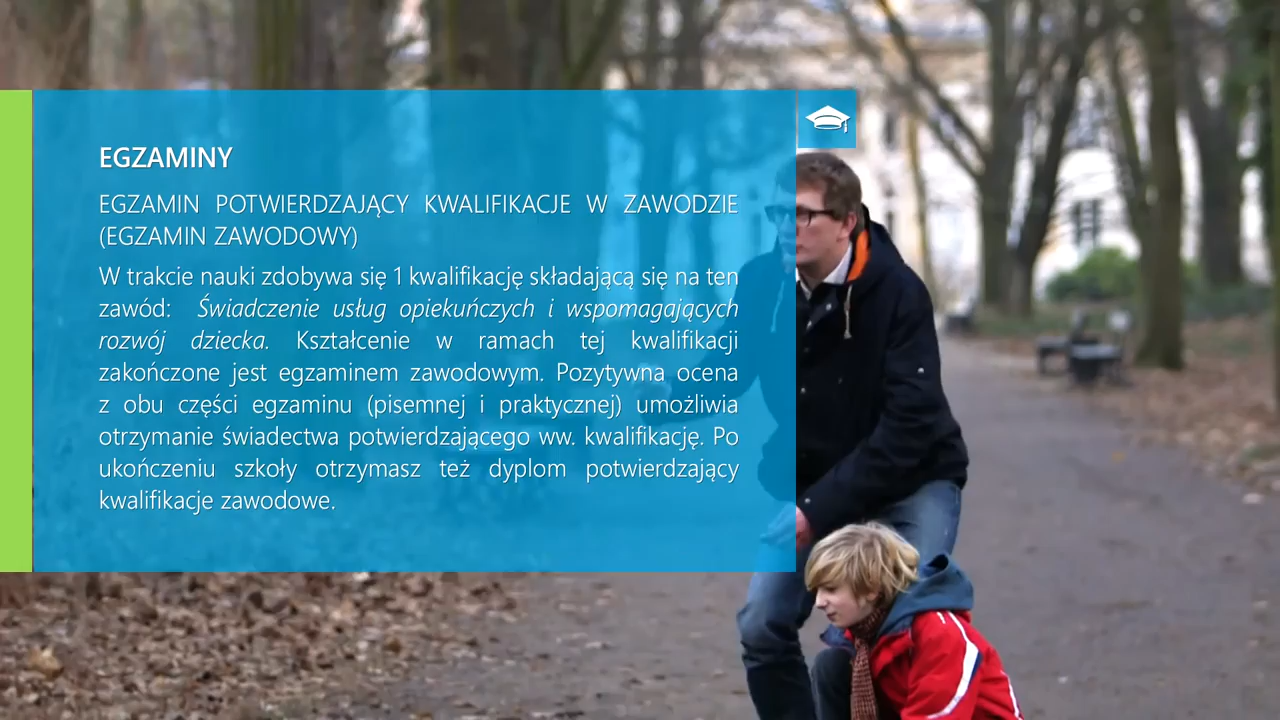 EGZAMINY
EGZAMIN POTWIERDZAJĄCY KWALIFIKACJE W ZAWODZIE
(EGZAMIN ZAWODOWY)
W trakcie nauki zdobywa się 1 kwalifikację składającą się na ten
zawód: Świadczenie usług opiekuńczych i wspomagających
rozwój dziecka. Kształcenie w ramach tej kwalifikacji
zakończone jest egzaminem zawodowym. Pozytywna ocena
z obu części egzaminu (pisemnej i praktycznej) umożliwia
otrzymanie świadectwa potwierdzającego ww. kwalifikację. Po
ukończeniu szkoły otrzymasz też dyplom potwierdzający
kwalifikacje zawodowe.